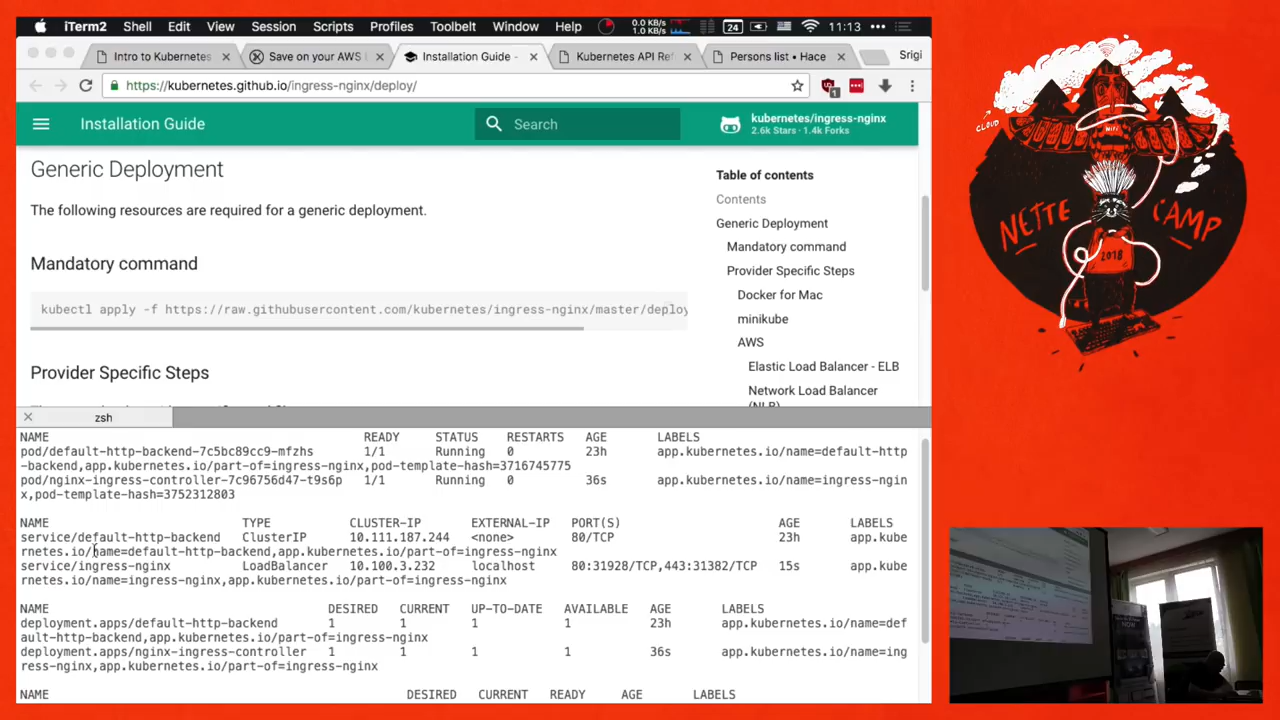 iTerm2 Shell Edit View Session Scripts Profiles Toolbelt Window Help 0.0 KB/s 1.0 KB/s 24 11:13
Intro to Kubernetes Save on your AWS Installation Guide - Kubernetes API Ref Persons list • Hace Srigi
https://kubernetes.github.io/ingress-nginx/deploy/
Installation Guide Search kubernetes/ingress-nginx
2.6k Stars · 1.4k Forks
Generic Deployment
The following resources are required for a generic deployment.
Mandatory command
kubectl apply -f https://raw.githubusercontent.com/kubernetes/ingress-nginx/master/deploy
Provider Specific Steps
Table of contents
Contents
Generic Deployment
Mandatory command
Provider Specific Steps
Docker for Mac
minikube
AWS
Elastic Load Balancer - ELB
Network Load Balancer
(NLB)
zsh
NAME READY STATUS RESTARTS AGE LABELS
pod/default-http-backend-7c5bc89cc9-mfzhs 1/1 Running 0 23h app.kubernetes.io/name=default-http
-backend,app.kubernetes.io/part-of=ingress-nginx,pod-template-hash=3716745775
pod/nginx-ingress-controller-7c96756d47-t9s6p 1/1 Running 0 36s app.kubernetes.io/name=ingress-ngin
x,pod-template-hash=3752312803
NAME TYPE CLUSTER-IP EXTERNAL-IP PORT(S) AGE LABELS
service/default-http-backend ClusterIP 10.111.187.244 <none> 80/TCP 23h app.kube
rnetes.io/name=default-http-backend,app.kubernetes.io/part-of=ingress-nginx
service/ingress-nginx LoadBalancer 10.100.3.232 localhost 80:31928/TCP,443:31382/TCP 15s app.kube
rnetes.io/name=ingress-nginx,app.kubernetes.io/part-of=ingress-nginx
NAME DESIRED CURRENT UP-TO-DATE AVAILABLE AGE LABELS
deployment.apps/default-http-backend 1 1 1 1 23h app.kubernetes.io/name=def
ault-http-backend,app.kubernetes.io/part-of=ingress-nginx
deployment.apps/nginx-ingress-controller 1 1 1 1 36s app.kubernetes.io/name=ing
ress-nginx,app.kubernetes.io/part-of=ingress-nginx
NAME DESIRED CURRENT READY AGE LABELS
CLOUD
WiFi
NETTE CAMP
2018